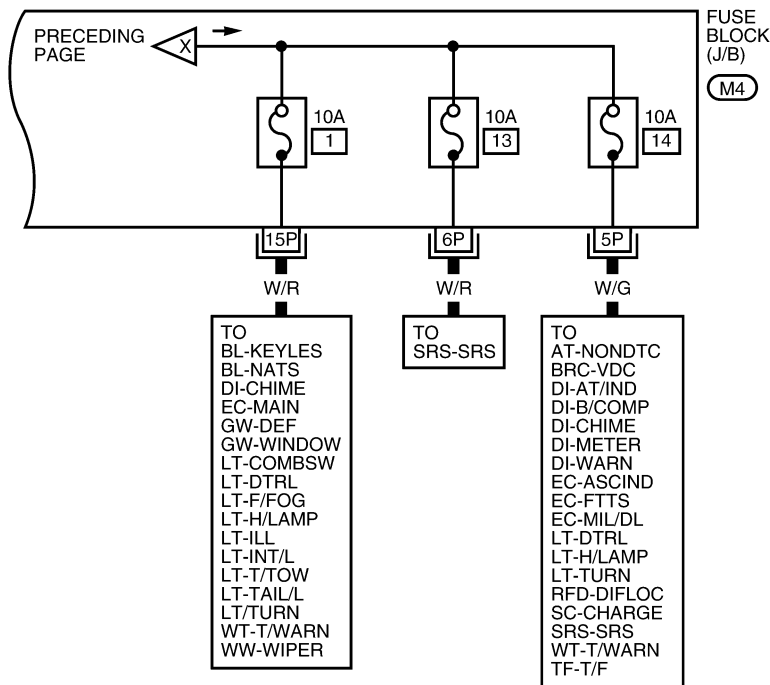 PRECEDING
PAGE
X
FUSE
BLOCK
(J/B)
M4
10A
1
10A
13
10A
14
15P
6P
5P
W/R
W/R
W/G
TO
BL-KEYLES
BL-NATS
DI-CHIME
EC-MAIN
GW-DEF
GW-WINDOW
LT-COMBSW
LT-DTRL
LT-F/FOG
LT-H/LAMP
LT-ILL
LT-INT/L
LT-T/TOW
LT-TAIL/L
LT/TURN
WT-T/WARN
WW-WIPER
TO
SRS-SRS
TO
AT-NONDTC
BRC-VDC
DI-AT/IND
DI-B/COMP
DI-CHIME
DI-METER
DI-WARN
EC-ASCIND
EC-FTTS
EC-MIL/DL
LT-DTRL
LT-H/LAMP
LT-TURN
RFD-DIFLOC
SC-CHARGE
SRS-SRS
WT-T/WARN
TF-T/F